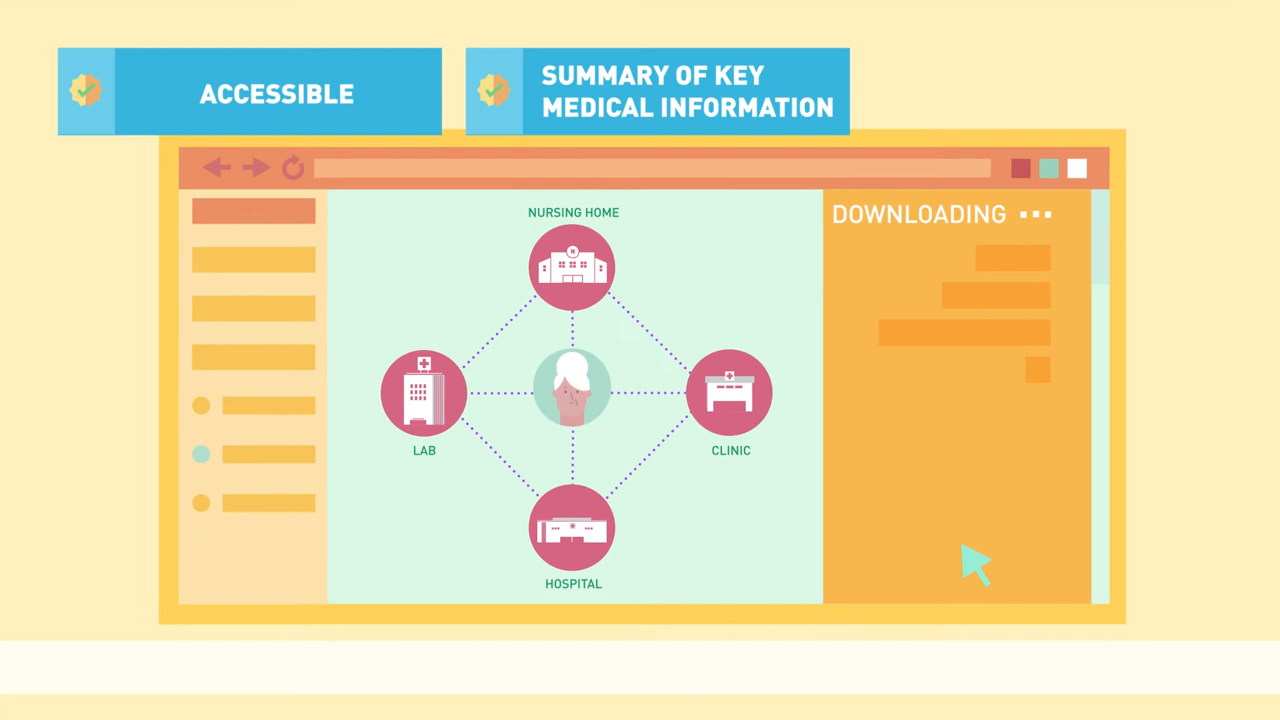 ACCESSIBLE
SUMMARY OF KEY
MEDICAL INFORMATION
DOWNLOADING ...
NURSING HOME
N
LAB
CLINIC
HOSPITAL